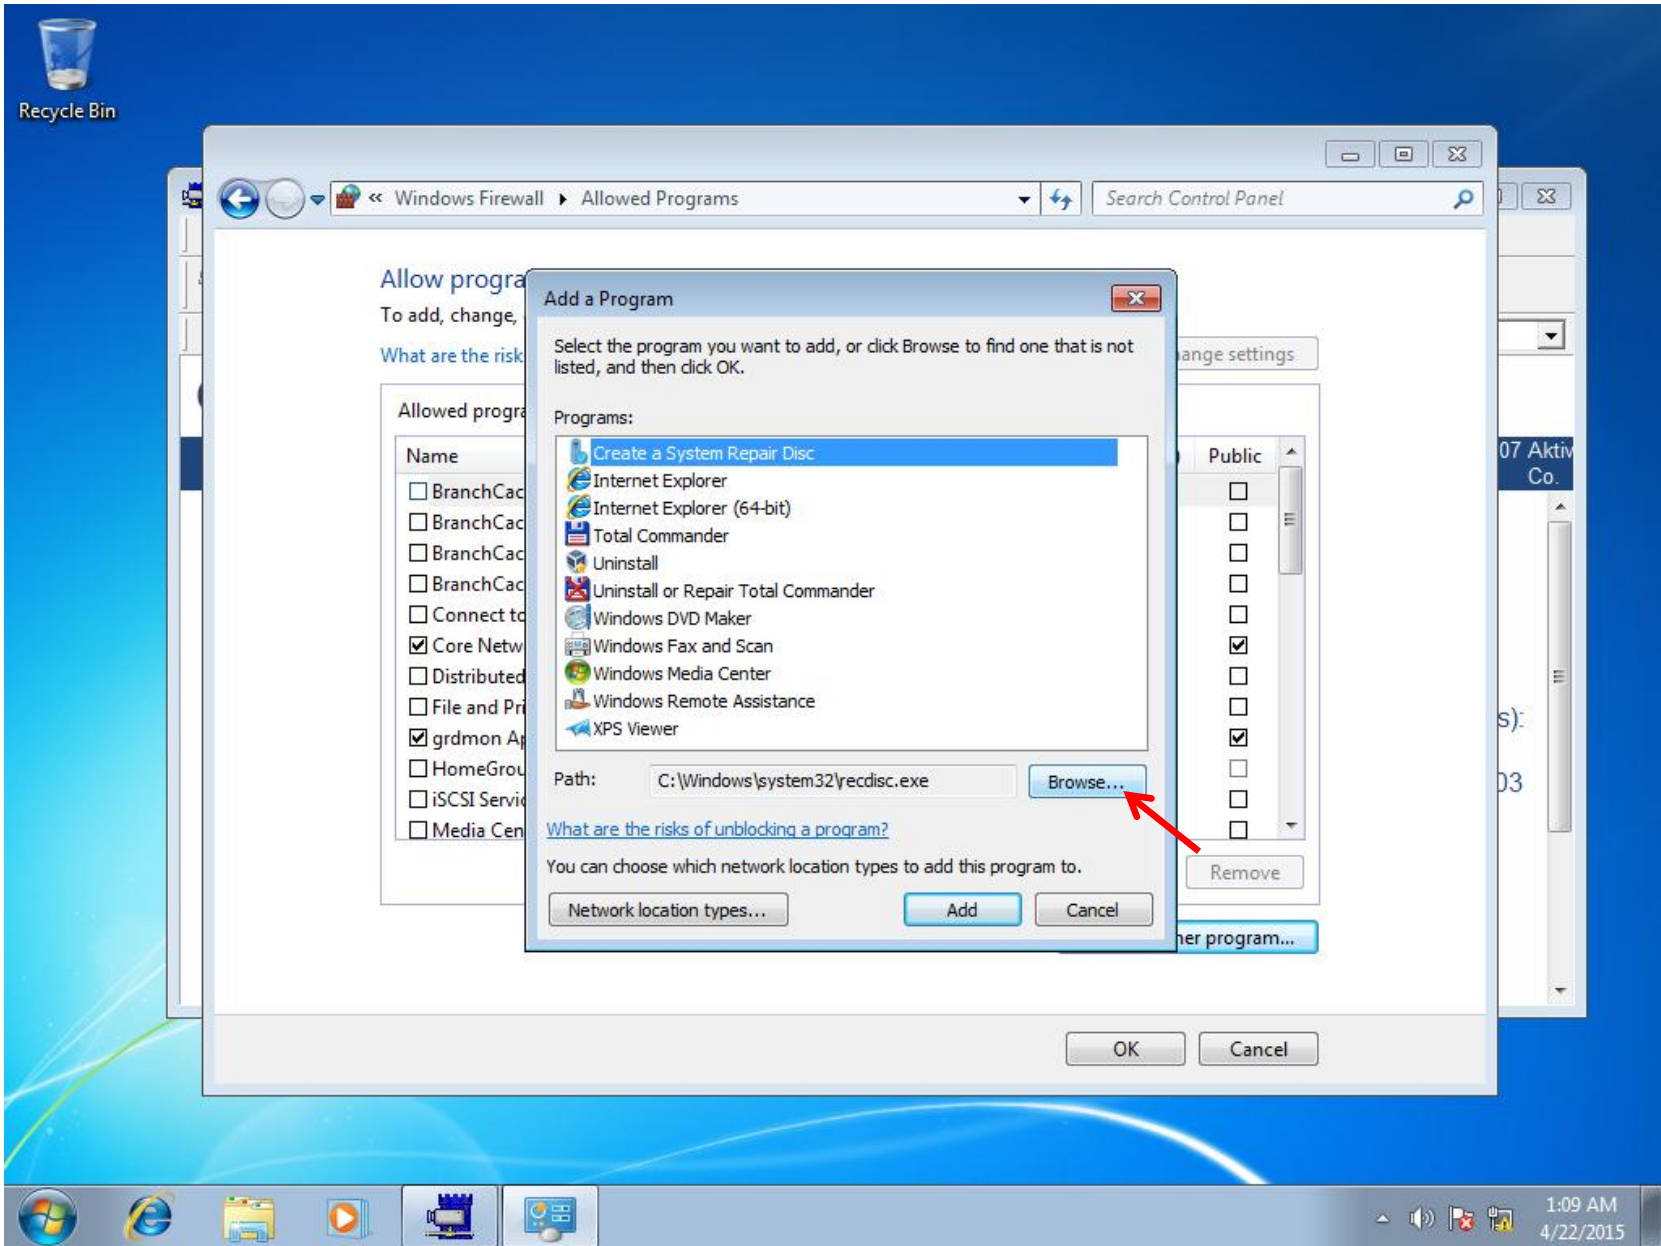 Recycle Bin
« Windows Firewall ▸ Allowed Programs
Search Control Panel
Allow progra
To add, change,
What are the risk
ange settings
Allowed progra
Name
Public
BranchCac
BranchCac
BranchCac
BranchCac
Connect to
Core Netw
Distributed
File and Pri
grdmon Ap
HomeGrou
iSCSI Servic
Media Cen
Add a Program
Select the program you want to add, or click Browse to find one that is not
listed, and then click OK.
Programs:
Create a System Repair Disc
Internet Explorer
Internet Explorer (64-bit)
Total Commander
Uninstall
Uninstall or Repair Total Commander
Windows DVD Maker
Windows Fax and Scan
Windows Media Center
Windows Remote Assistance
XPS Viewer
Path:
C:\Windows\system32\recdisc.exe
Browse...
What are the risks of unblocking a program?
You can choose which network location types to add this program to.
Network location types...
Add
Cancel
Remove
her program...
OK
Cancel
07 Aktiv
Co.
s):
03
1:09 AM
4/22/2015